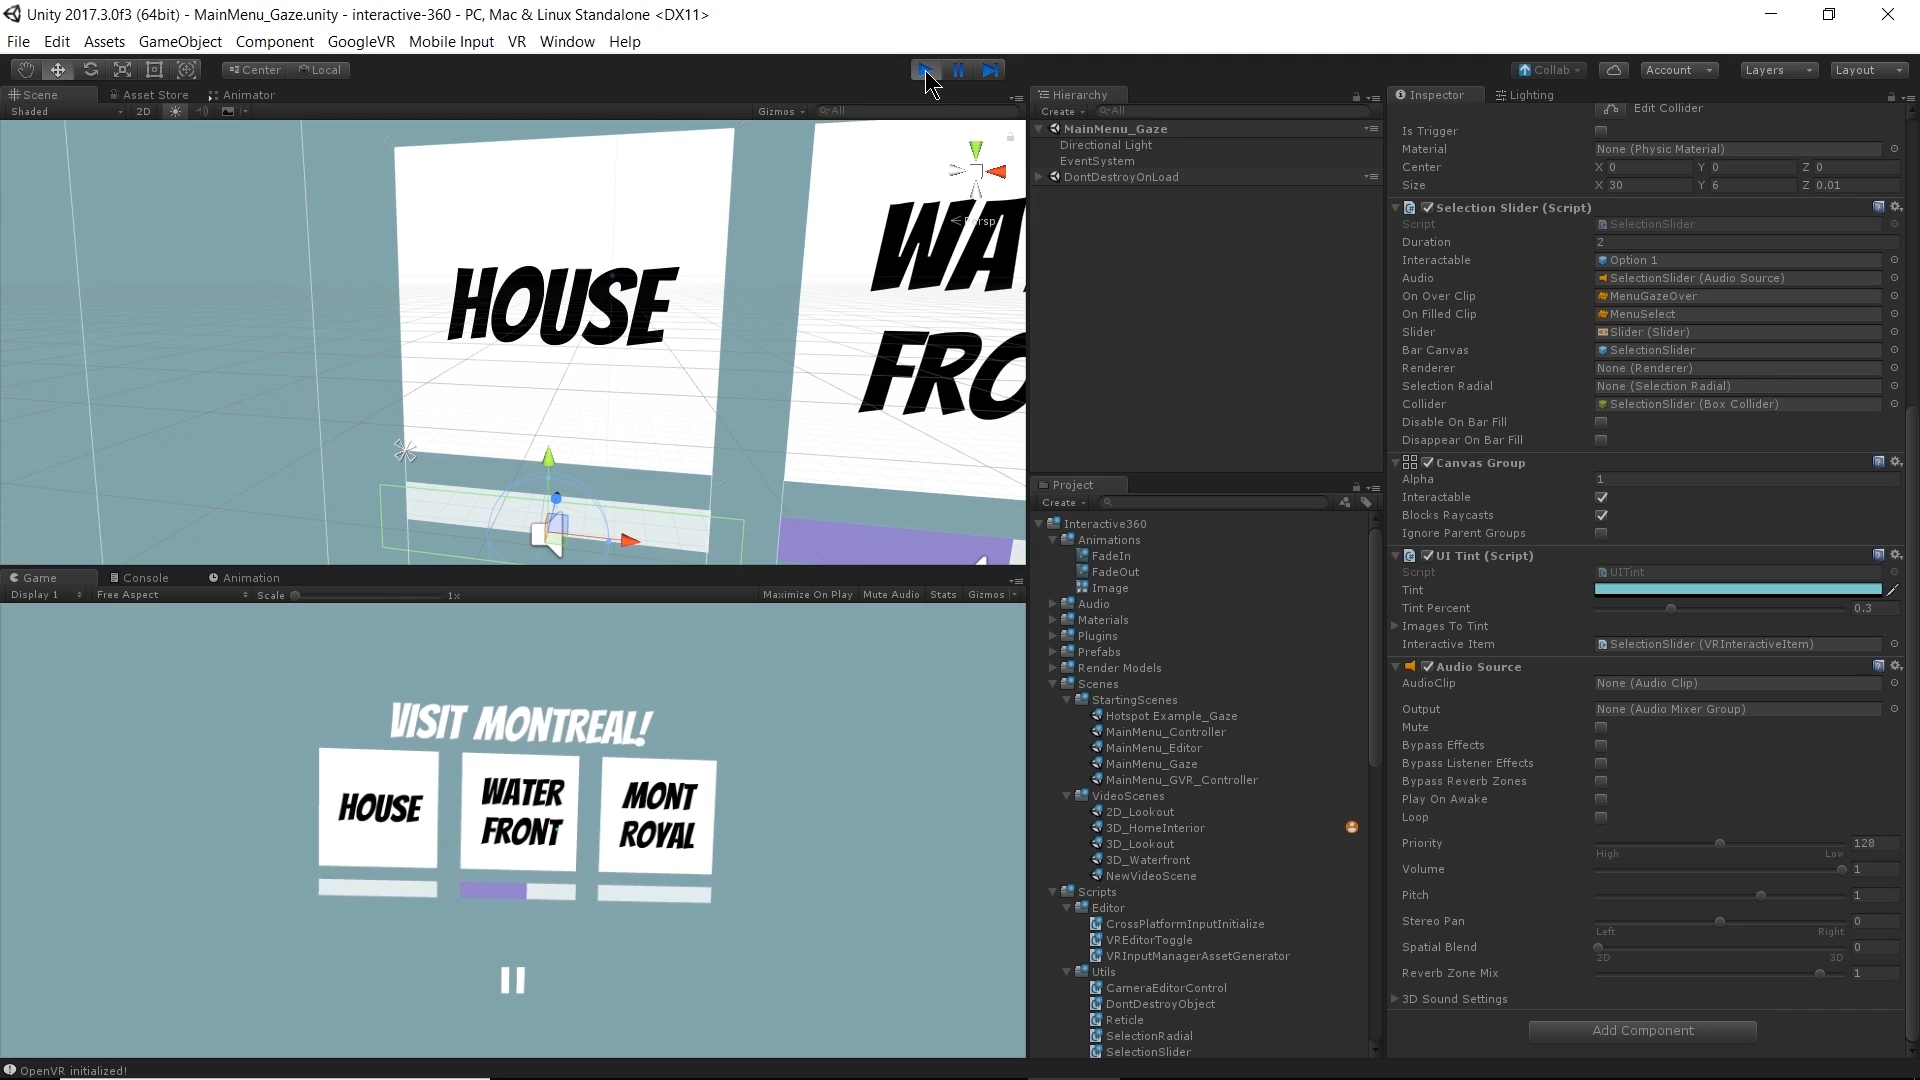 Unity 2017.3.0f3 (64bit) - MainMenu_Gaze.unity - interactive-360 - PC, Mac & Linux Standalone <DX11>
File Edit Assets GameObject Component GoogleVR Mobile Input VR Window Help
Center Local
Collab Account Layers Layout
Scene Asset Store Animator
Shaded 2D Gizmos All
Persp
HOUSE
WA
FRO
Game Console Animation
Display 1 Free Aspect Scale 1x Maximize On Play Mute Audio Stats Gizmos
VISIT MONTREAL!
HOUSE
WATER
FRONT
MONT
ROYAL
OpenVR initialized!
Hierarchy
Create All
MainMenu_Gaze
Directional Light
EventSystem
DontDestroyOnLoad
Project
Create
Interactive360
Animations
FadeIn
FadeOut
Image
Audio
Materials
Plugins
Prefabs
Render Models
Scenes
StartingScenes
Hotspot Example_Gaze
MainMenu_Controller
MainMenu_Editor
MainMenu_Gaze
MainMenu_GVR_Controller
VideoScenes
2D_Lookout
3D_HomeInterior
3D_Lookout
3D_Waterfront
NewVideoScene
Scripts
Editor
CrossPlatformInputInitialize
VREditorToggle
VRInputManagerAssetGenerator
Utils
CameraEditorControl
DontDestroyObject
Reticle
SelectionRadial
SelectionSlider
Inspector Lighting
Edit Collider
Is Trigger
Material None (Physic Material)
Center X 0 Y 0 Z 0
Size X 30 Y 6 Z 0.01
Selection Slider (Script)
Script SelectionSlider
Duration 2
Interactable Option 1
Audio SelectionSlider (Audio Source)
On Over Clip MenuGazeOver
On Filled Clip MenuSelect
Slider Slider (Slider)
Bar Canvas SelectionSlider
Renderer None (Renderer)
Selection Radial None (Selection Radial)
Collider SelectionSlider (Box Collider)
Disable On Bar Fill
Disappear On Bar Fill
Canvas Group
Alpha 1
Interactable
Blocks Raycasts
Ignore Parent Groups
UI Tint (Script)
Script UITint
Tint
Tint Percent 0.3
Images To Tint
Interactive Item SelectionSlider (VRInteractiveItem)
Audio Source
AudioClip None (Audio Clip)
Output None (Audio Mixer Group)
Mute
Bypass Effects
Bypass Listener Effects
Bypass Reverb Zones
Play On Awake
Loop
Priority 128
High Low
Volume 1
Pitch 1
Stereo Pan 0
Left Right
Spatial Blend 0
2D 3D
Reverb Zone Mix 1
3D Sound Settings
Add Component